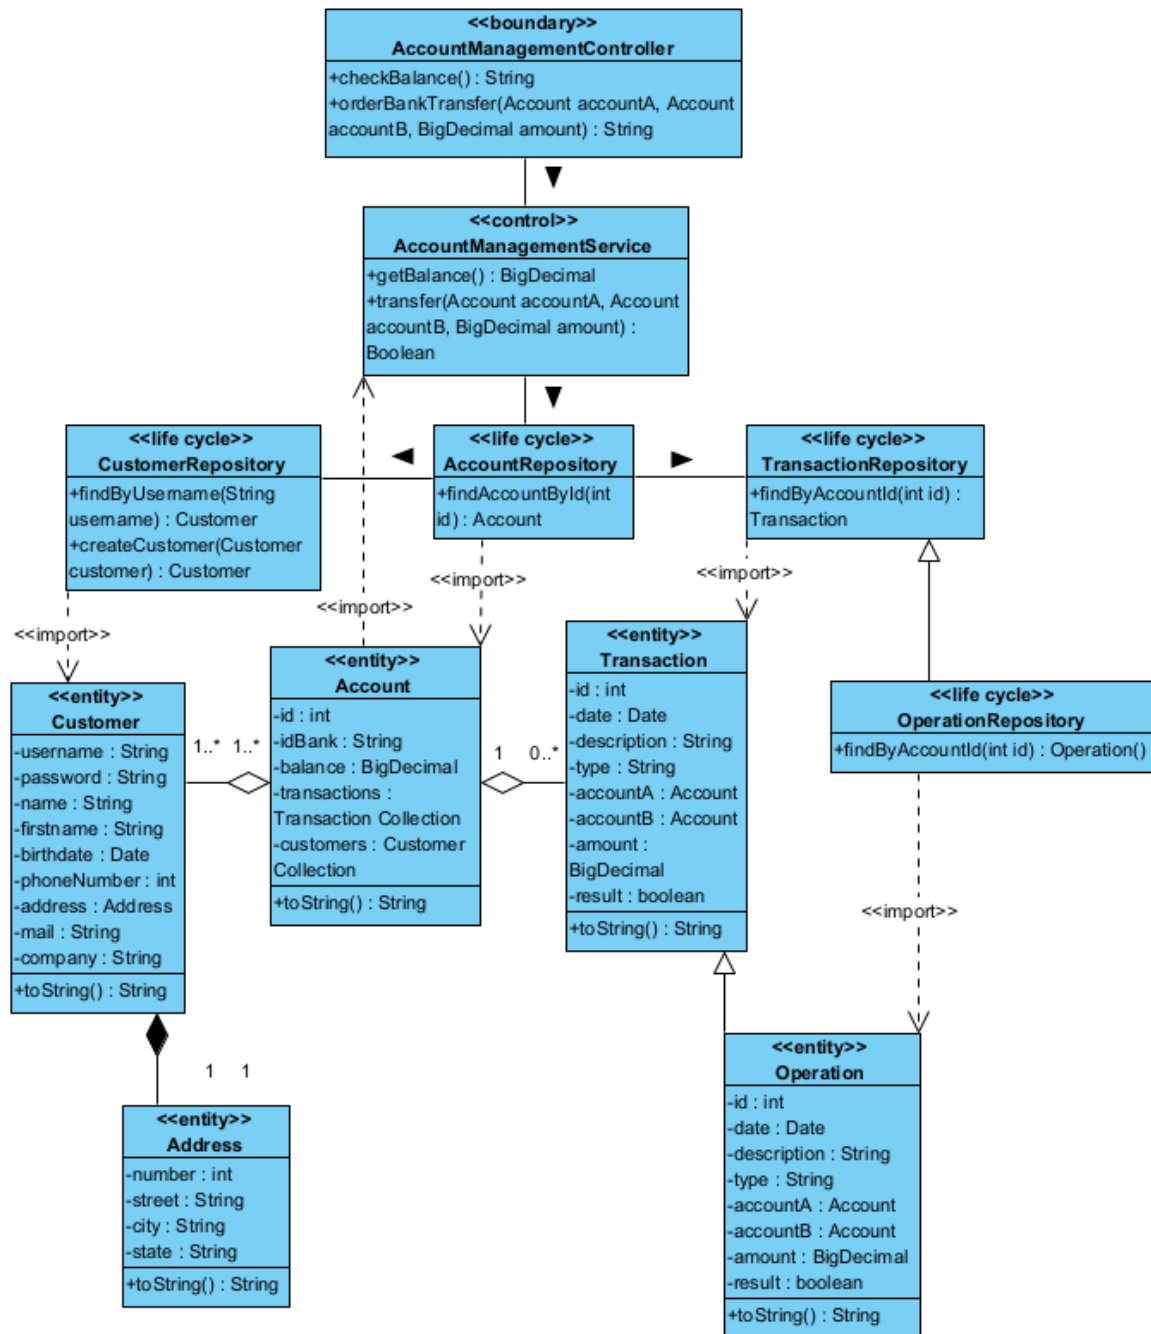 <<boundary>>
AccountManagementController
+checkBalance() : String
+orderBankTransfer(Account accountA, Account
accountB, BigDecimal amount) : String
<<control>>
AccountManagementService
+getBalance() : BigDecimal
+transfer(Account accountA, Account
accountB, BigDecimal amount) :
Boolean
<<life cycle>>
CustomerRepository
+findByUsername(String
username) : Customer
+createCustomer(Customer
customer) : Customer
<<life cycle>>
AccountRepository
+findAccountById(int
id) : Account
<<life cycle>>
TransactionRepository
+findByAccountId(int id) :
Transaction
<<import>>
<<import>>
<<import>>
<<import>>
<<entity>>
Customer
-username : String
-password : String
-name : String
-firstname : String
-birthdate : Date
-phoneNumber : int
-address : Address
-mail : String
-company : String
+toString() : String
1..* 1..*
<<entity>>
Account
-id : int
-idBank : String
-balance : BigDecimal
-transactions :
Transaction Collection
-customers : Customer
Collection
+toString() : String
1 0..*
<<entity>>
Transaction
-id : int
-date : Date
-description : String
-type : String
-accountA : Account
-accountB : Account
-amount :
BigDecimal
-result : boolean
+toString() : String
<<life cycle>>
OperationRepository
+findByAccountId(int id) : Operation()
<<import>>
1 1
<<entity>>
Address
-number : int
-street : String
-city : String
-state : String
+toString() : String
<<entity>>
Operation
-id : int
-date : Date
-description : String
-type : String
-accountA : Account
-accountB : Account
-amount : BigDecimal
-result : boolean
+toString() : String